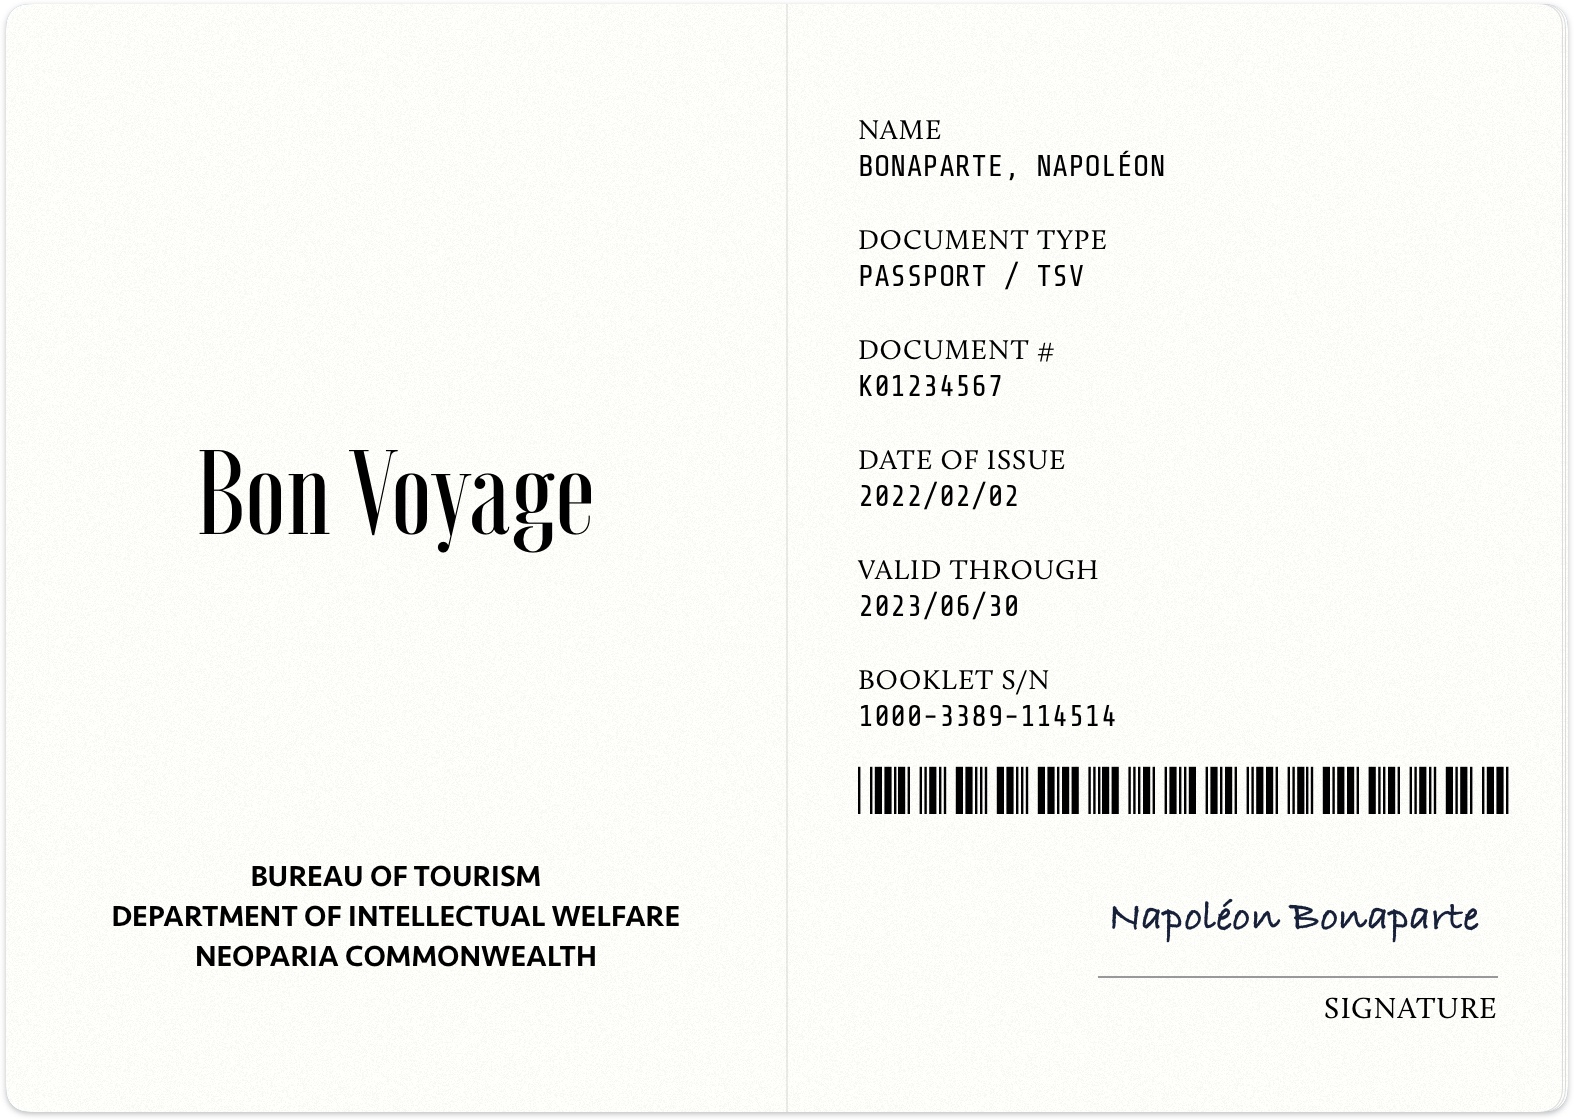 Bon Voyage
BUREAU OF TOURISM
DEPARTMENT OF INTELLECTUAL WELFARE
NEOPARIA COMMONWEALTH
NAME
BONAPARTE, NAPOLÉON
DOCUMENT TYPE
PASSPORT / TSV
DOCUMENT #
K01234567
DATE OF ISSUE
2022/02/02
VALID THROUGH
2023/06/30
BOOKLET S/N
1000-3389-114514
Napoléon Bonaparte
SIGNATURE